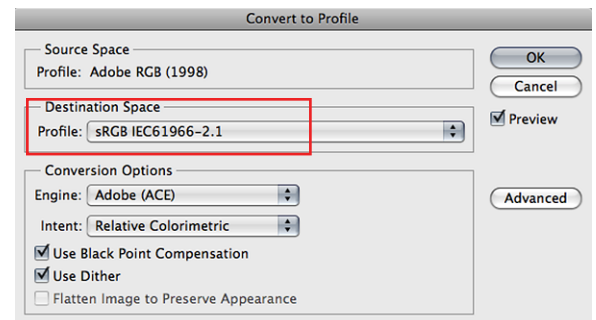 Convert to Profile
Source Space
Profile: Adobe RGB (1998)
Destination Space
Profile: sRGB IEC61966-2.1
Conversion Options
Engine: Adobe (ACE)
Intent: Relative Colorimetric
Use Black Point Compensation
Use Dither
Flatten Image to Preserve Appearance
OK
Cancel
Preview
Advanced